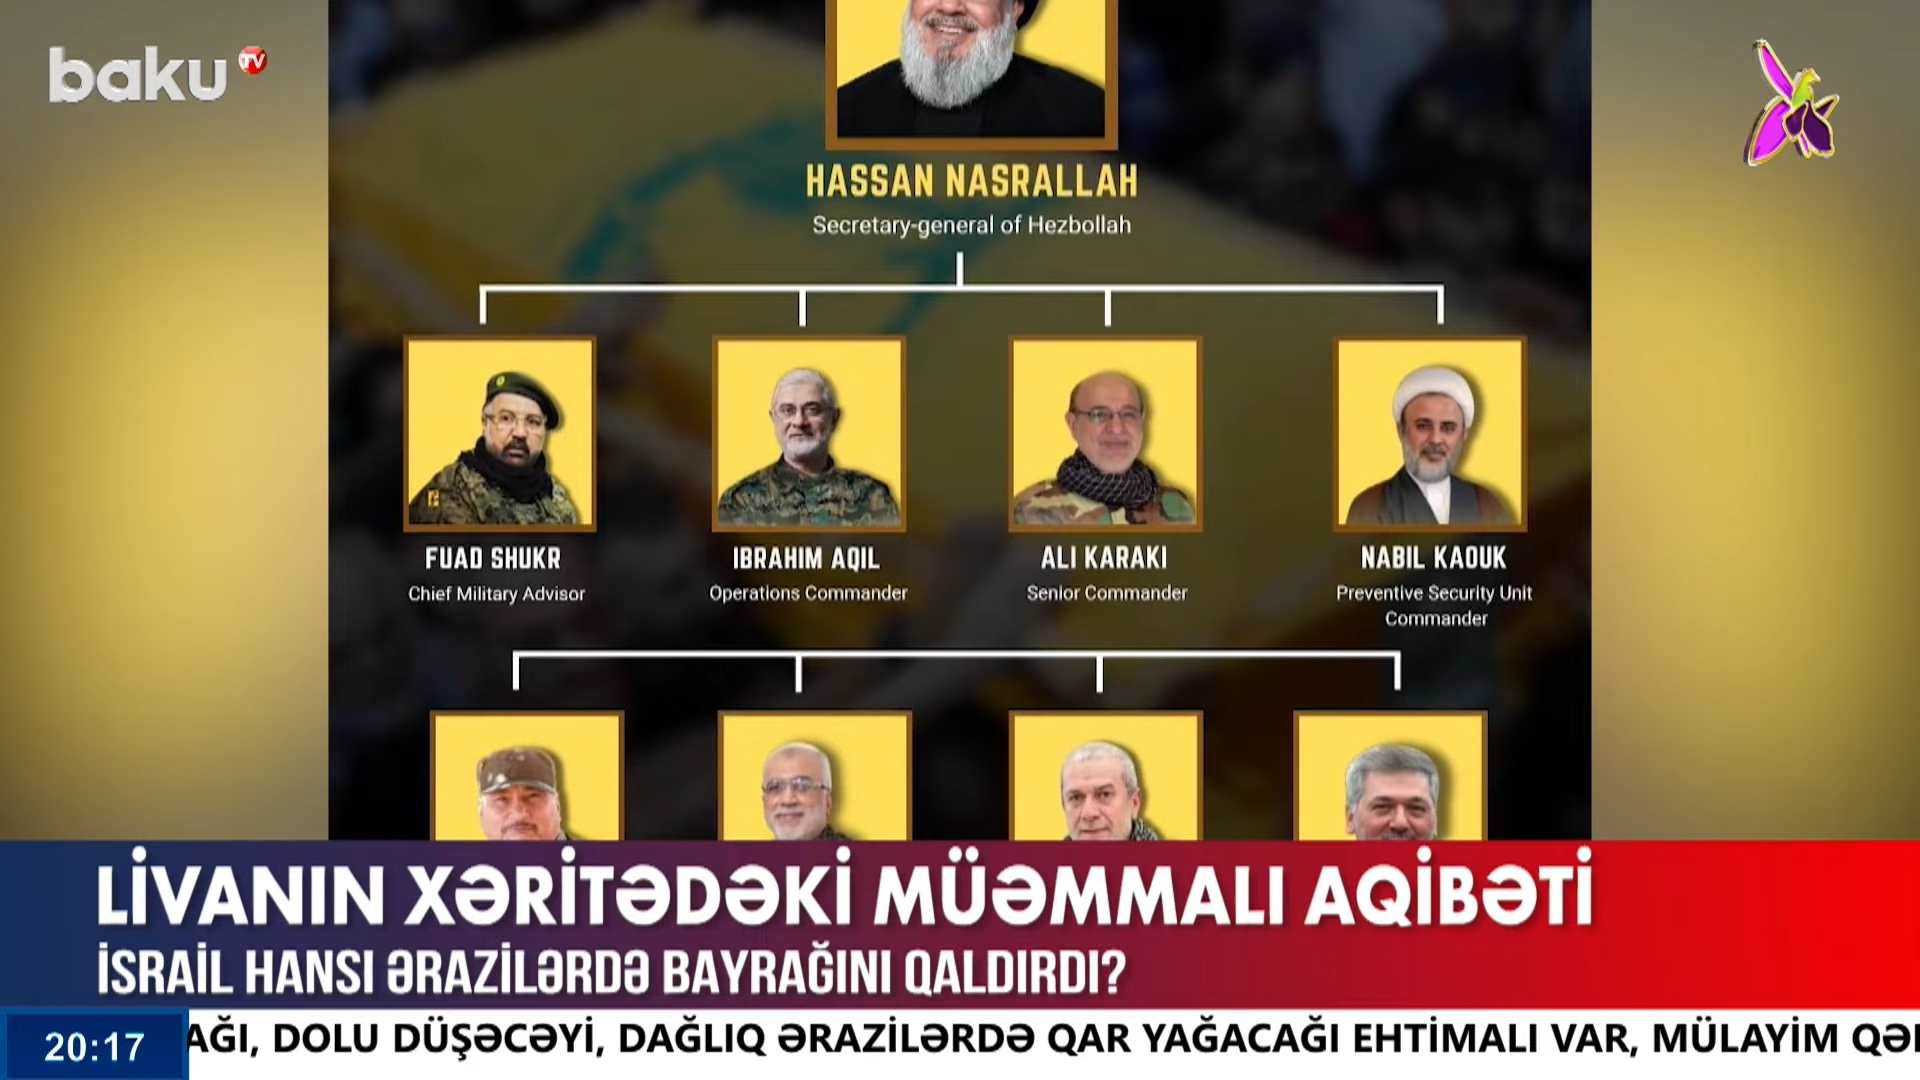 baku TV
HASSAN NASRALLAH
Secretary-general of Hezbollah
FUAD SHUKR
Chief Military Advisor
IBRAHIM AQIL
Operations Commander
ALI KARAKI
Senior Commander
NABIL KAOUK
Preventive Security Unit
Commander
LİVANIN XƏRİTƏDƏKİ MÜƏMMALI AQİBƏTİ
İSRAİL HANSI ƏRAZİLƏRDƏ BAYRAĞINI QALDIRDI?
20:17
AĞI, DOLU DÜŞƏCƏYİ, DAĞLIQ ƏRAZİLƏRDƏ QAR YAĞACAĞI EHTİMALI VAR, MÜLAYİM QƏ